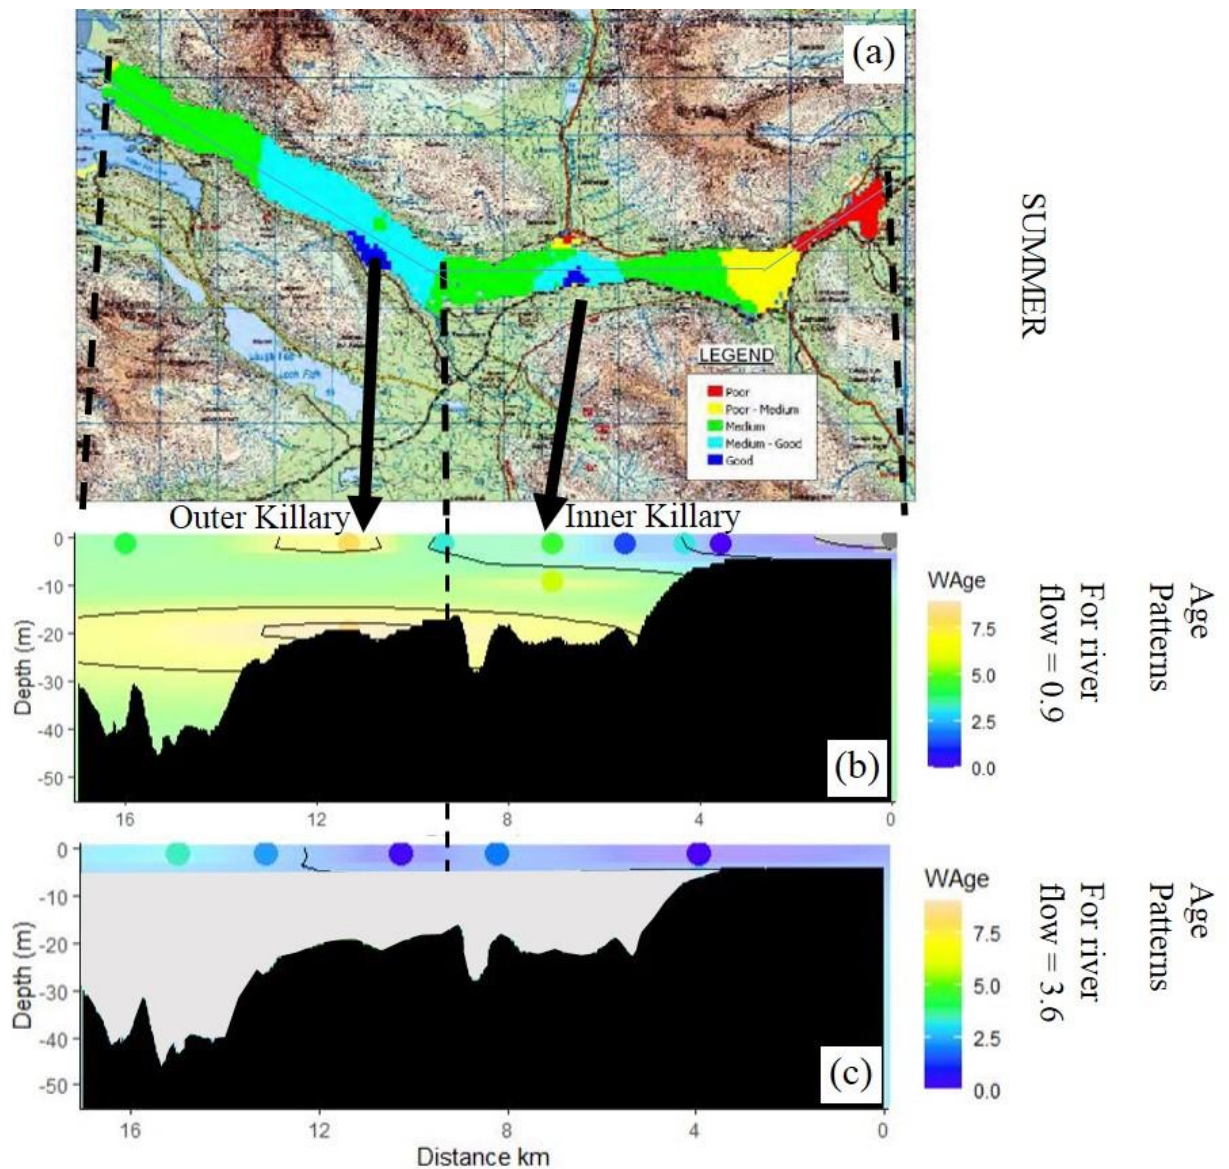 (a)
SUMMER
LEGEND
Poor
Poor - Medium
Medium
Medium - Good
Good
Outer Killary
Inner Killary
0
-10
-20
-30
-40
-50
Depth (m)
16
12
8
4
0
(b)
WAge
7.5
5.0
2.5
0.0
Age
Patterns
For river
flow = 0.9
0
-10
-20
-30
-40
-50
Depth (m)
16
12
8
4
0
Distance km
(c)
WAge
7.5
5.0
2.5
0.0
Age
Patterns
For river
flow = 3.6